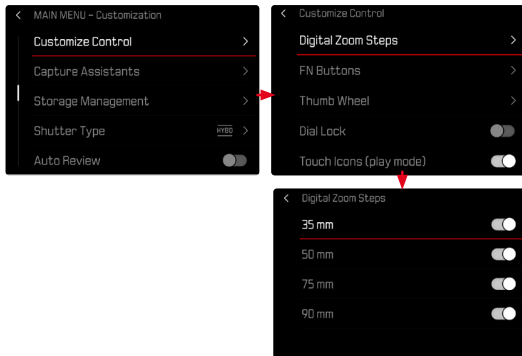 MAIN MENU – Customization
Customize Control
Capture Assistants
Storage Management
Shutter Type HYBD
Auto Review
Customize Control
Digital Zoom Steps
FN Buttons
Thumb Wheel
Dial Lock
Touch Icons (play mode)
Digital Zoom Steps
35 mm
50 mm
75 mm
90 mm